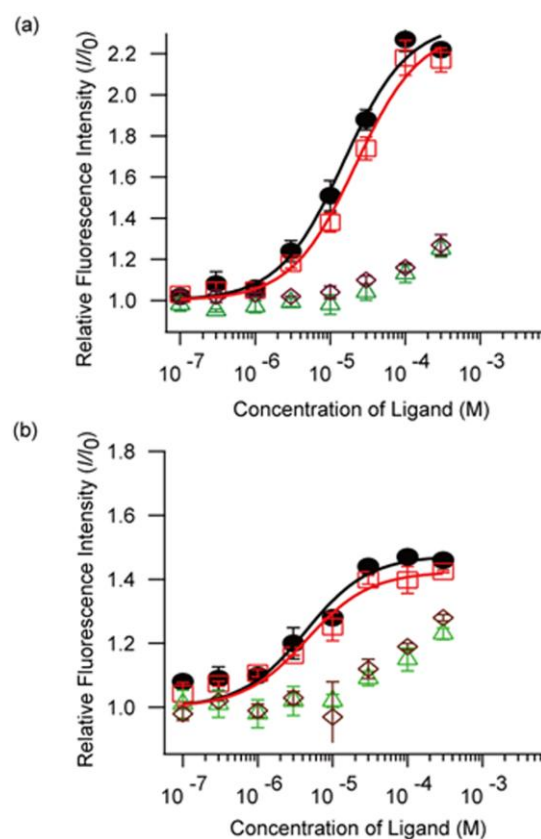 (a)
Relative Fluorescence Intensity (I/I₀)
2.2
2.0
1.8
1.6
1.4
1.2
1.0
10⁻⁷ 10⁻⁶ 10⁻⁵ 10⁻⁴ 10⁻³
Concentration of Ligand (M)
(b)
Relative Fluorescence Intensity (I/I₀)
1.8
1.6
1.4
1.2
1.0
10⁻⁷ 10⁻⁶ 10⁻⁵ 10⁻⁴ 10⁻³
Concentration of Ligand (M)